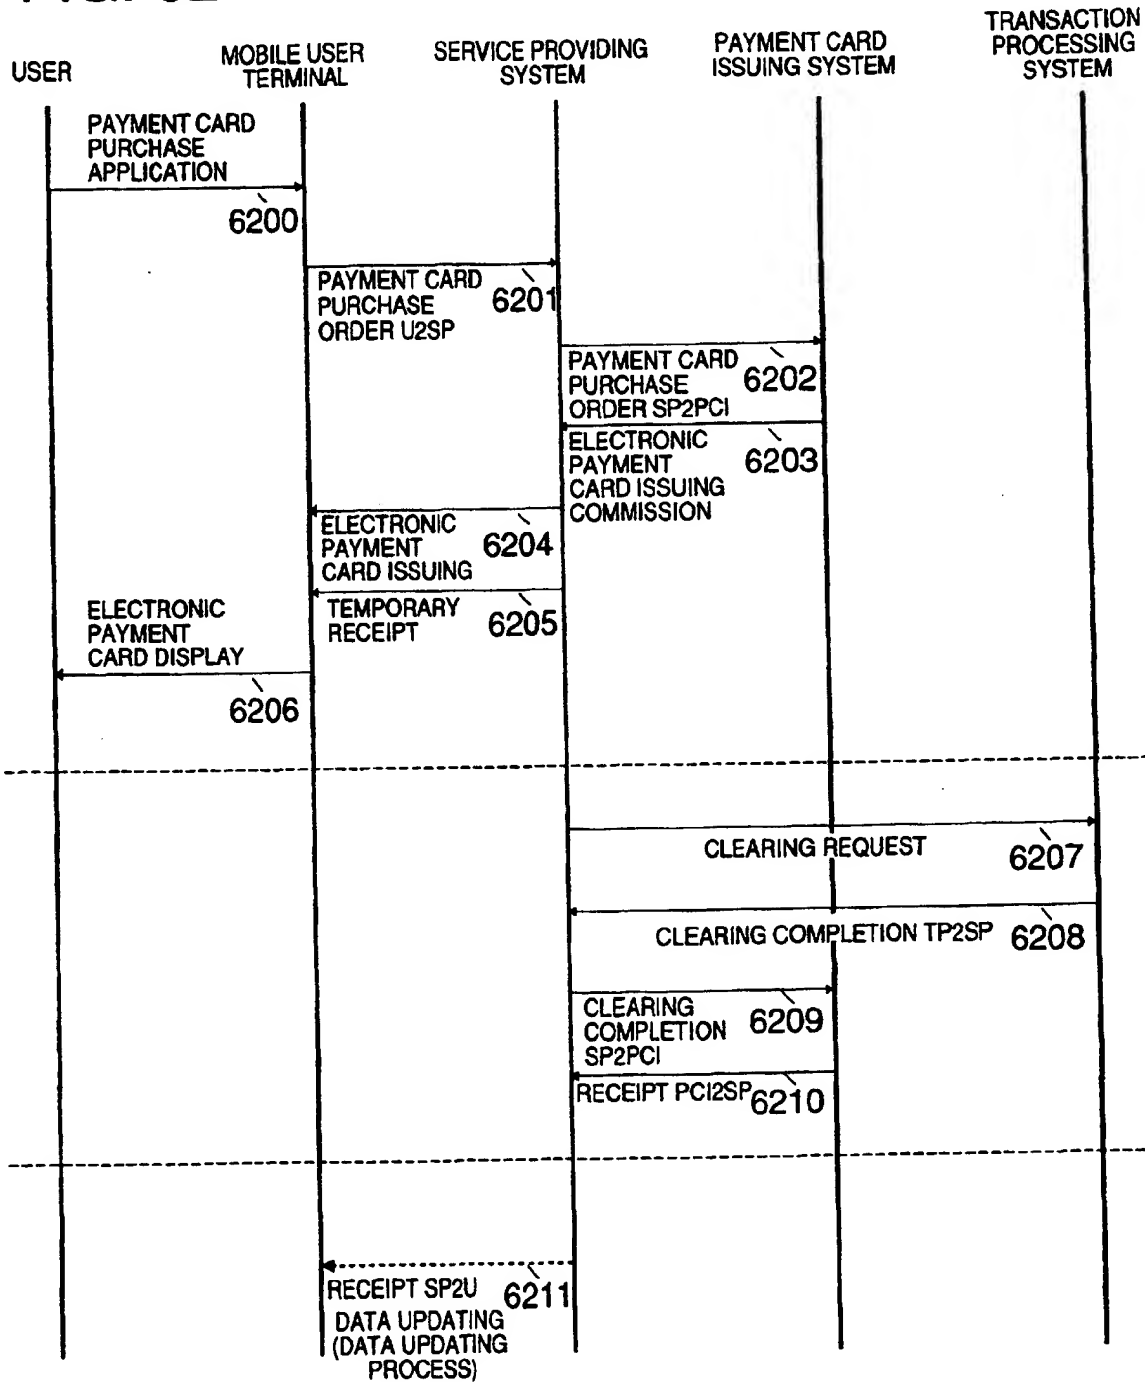 USER
MOBILE USER
TERMINAL
SERVICE PROVIDING
SYSTEM
PAYMENT CARD
ISSUING SYSTEM
TRANSACTION
PROCESSING
SYSTEM
PAYMENT CARD
PURCHASE
APPLICATION
6200
PAYMENT CARD
PURCHASE
ORDER U2SP
6201
PAYMENT CARD
PURCHASE
ORDER SP2PCI
6202
ELECTRONIC
PAYMENT
CARD ISSUING
COMMISSION
6203
ELECTRONIC
PAYMENT
CARD ISSUING
6204
TEMPORARY
RECEIPT
6205
ELECTRONIC
PAYMENT
CARD DISPLAY
6206
CLEARING REQUEST
6207
CLEARING COMPLETION TP2SP
6208
CLEARING
COMPLETION
SP2PCI
6209
RECEIPT PCI2SP
6210
RECEIPT SP2U
6211
DATA UPDATING
(DATA UPDATING
PROCESS)